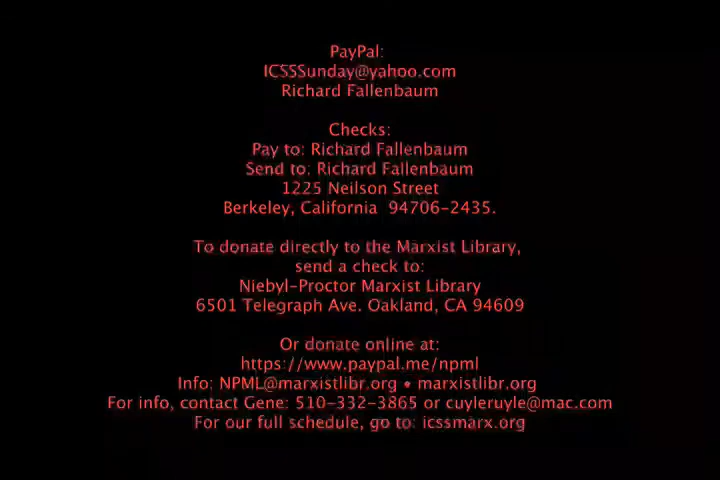 PayPal:
ICSSSunday@yahoo.com
Richard Fallenbaum
Checks:
Pay to: Richard Fallenbaum
Send to: Richard Fallenbaum
1225 Neilson Street
Berkeley, California  94706-2435.
To donate directly to the Marxist Library,
send a check to:
Niebyl-Proctor Marxist Library
6501 Telegraph Ave. Oakland, CA 94609
Or donate online at:
https://www.paypal.me/npml
Info: NPML@marxistlibr.org • marxistlibr.org
For info, contact Gene: 510-332-3865 or cuyleruyle@mac.com
For our full schedule, go to: icssmarx.org